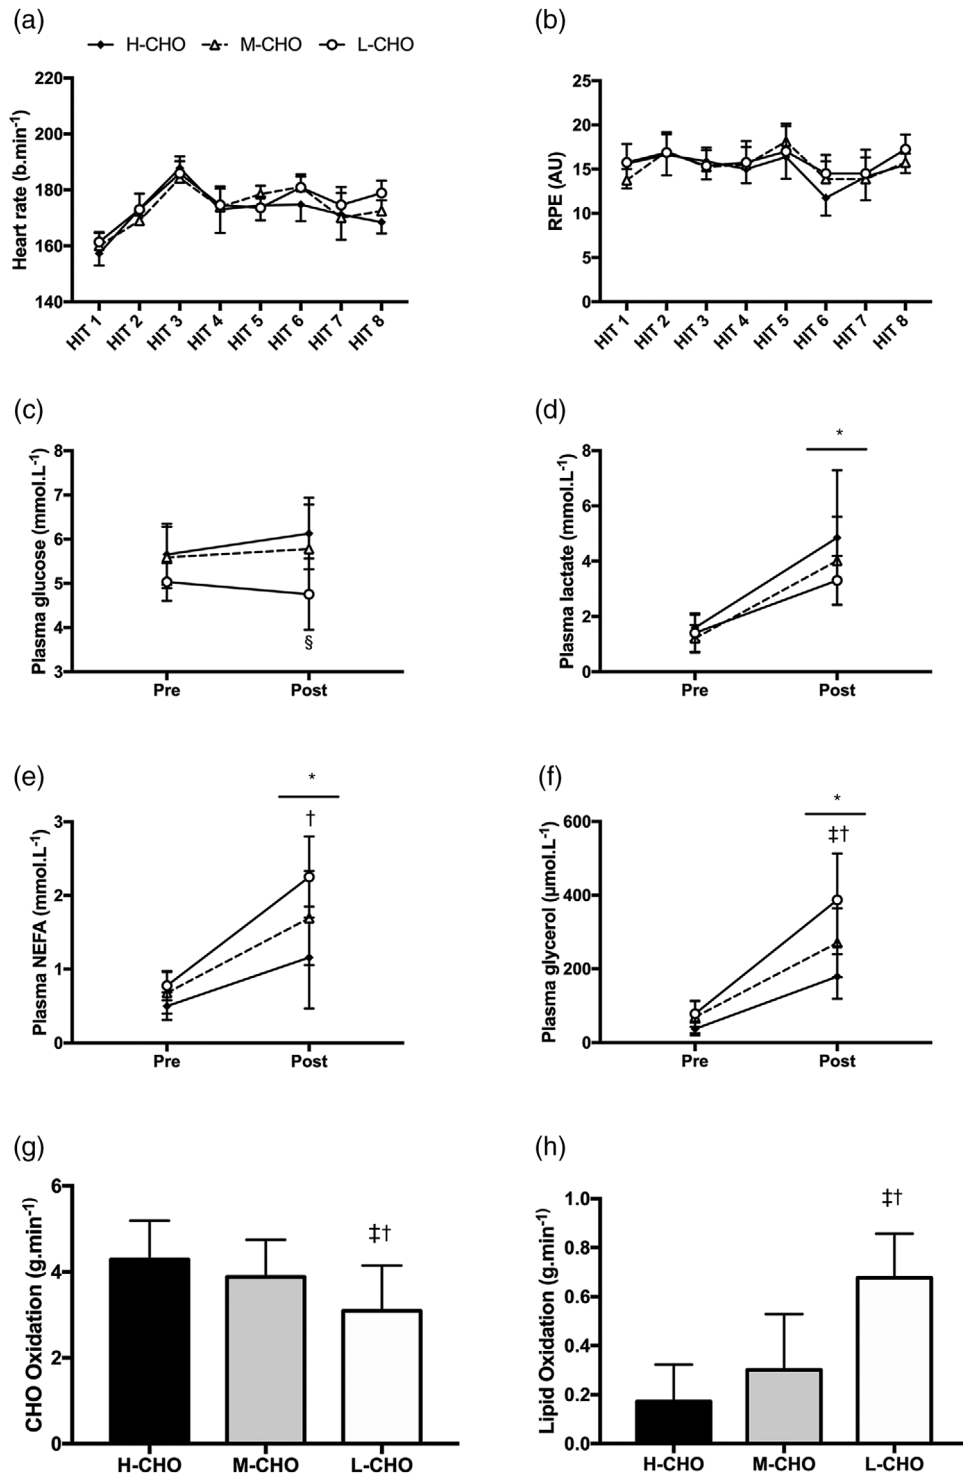 (a)
H-CHO M-CHO L-CHO
Heart rate (b.min⁻¹)
220
200
180
160
140
HIT 1 HIT 2 HIT 3 HIT 4 HIT 5 HIT 6 HIT 7 HIT 8
(b)
RPE (AU)
25
20
15
10
5
0
HIT 1 HIT 2 HIT 3 HIT 4 HIT 5 HIT 6 HIT 7 HIT 8
(c)
Plasma glucose (mmol.L⁻¹)
8
7
6
5
4
3
§
Pre Post
(d)
*
Plasma lactate (mmol.L⁻¹)
8
6
4
2
0
Pre Post
(e)
*
†
Plasma NEFA (mmol.L⁻¹)
3
2
1
0
Pre Post
(f)
*
‡†
Plasma glycerol (μmol.L⁻¹)
600
400
200
0
Pre Post
(g)
CHO Oxidation (g.min⁻¹)
6
4
2
0
‡†
H-CHO M-CHO L-CHO
(h)
Lipid Oxidation (g.min⁻¹)
1.0
0.8
0.6
0.4
0.2
0.0
‡†
H-CHO M-CHO L-CHO